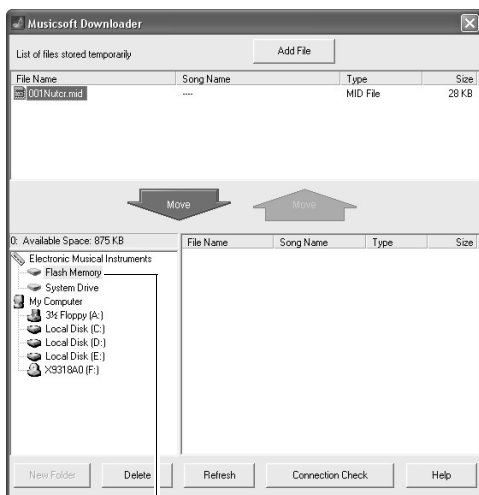 Musicsoft Downloader
List of files stored temporarily
Add File
File Name Song Name Type Size
001Nutcr.mid ---- MID File 28 KB
Move Move
0: Available Space: 875 KB
File Name Song Name Type Size
Electronic Musical Instruments
Flash Memory
System Drive
My Computer
3½ Floppy (A:)
Local Disk (C:)
Local Disk (D:)
Local Disk (E:)
X9318A0 (F:)
New Folder Delete Refresh Connection Check Help